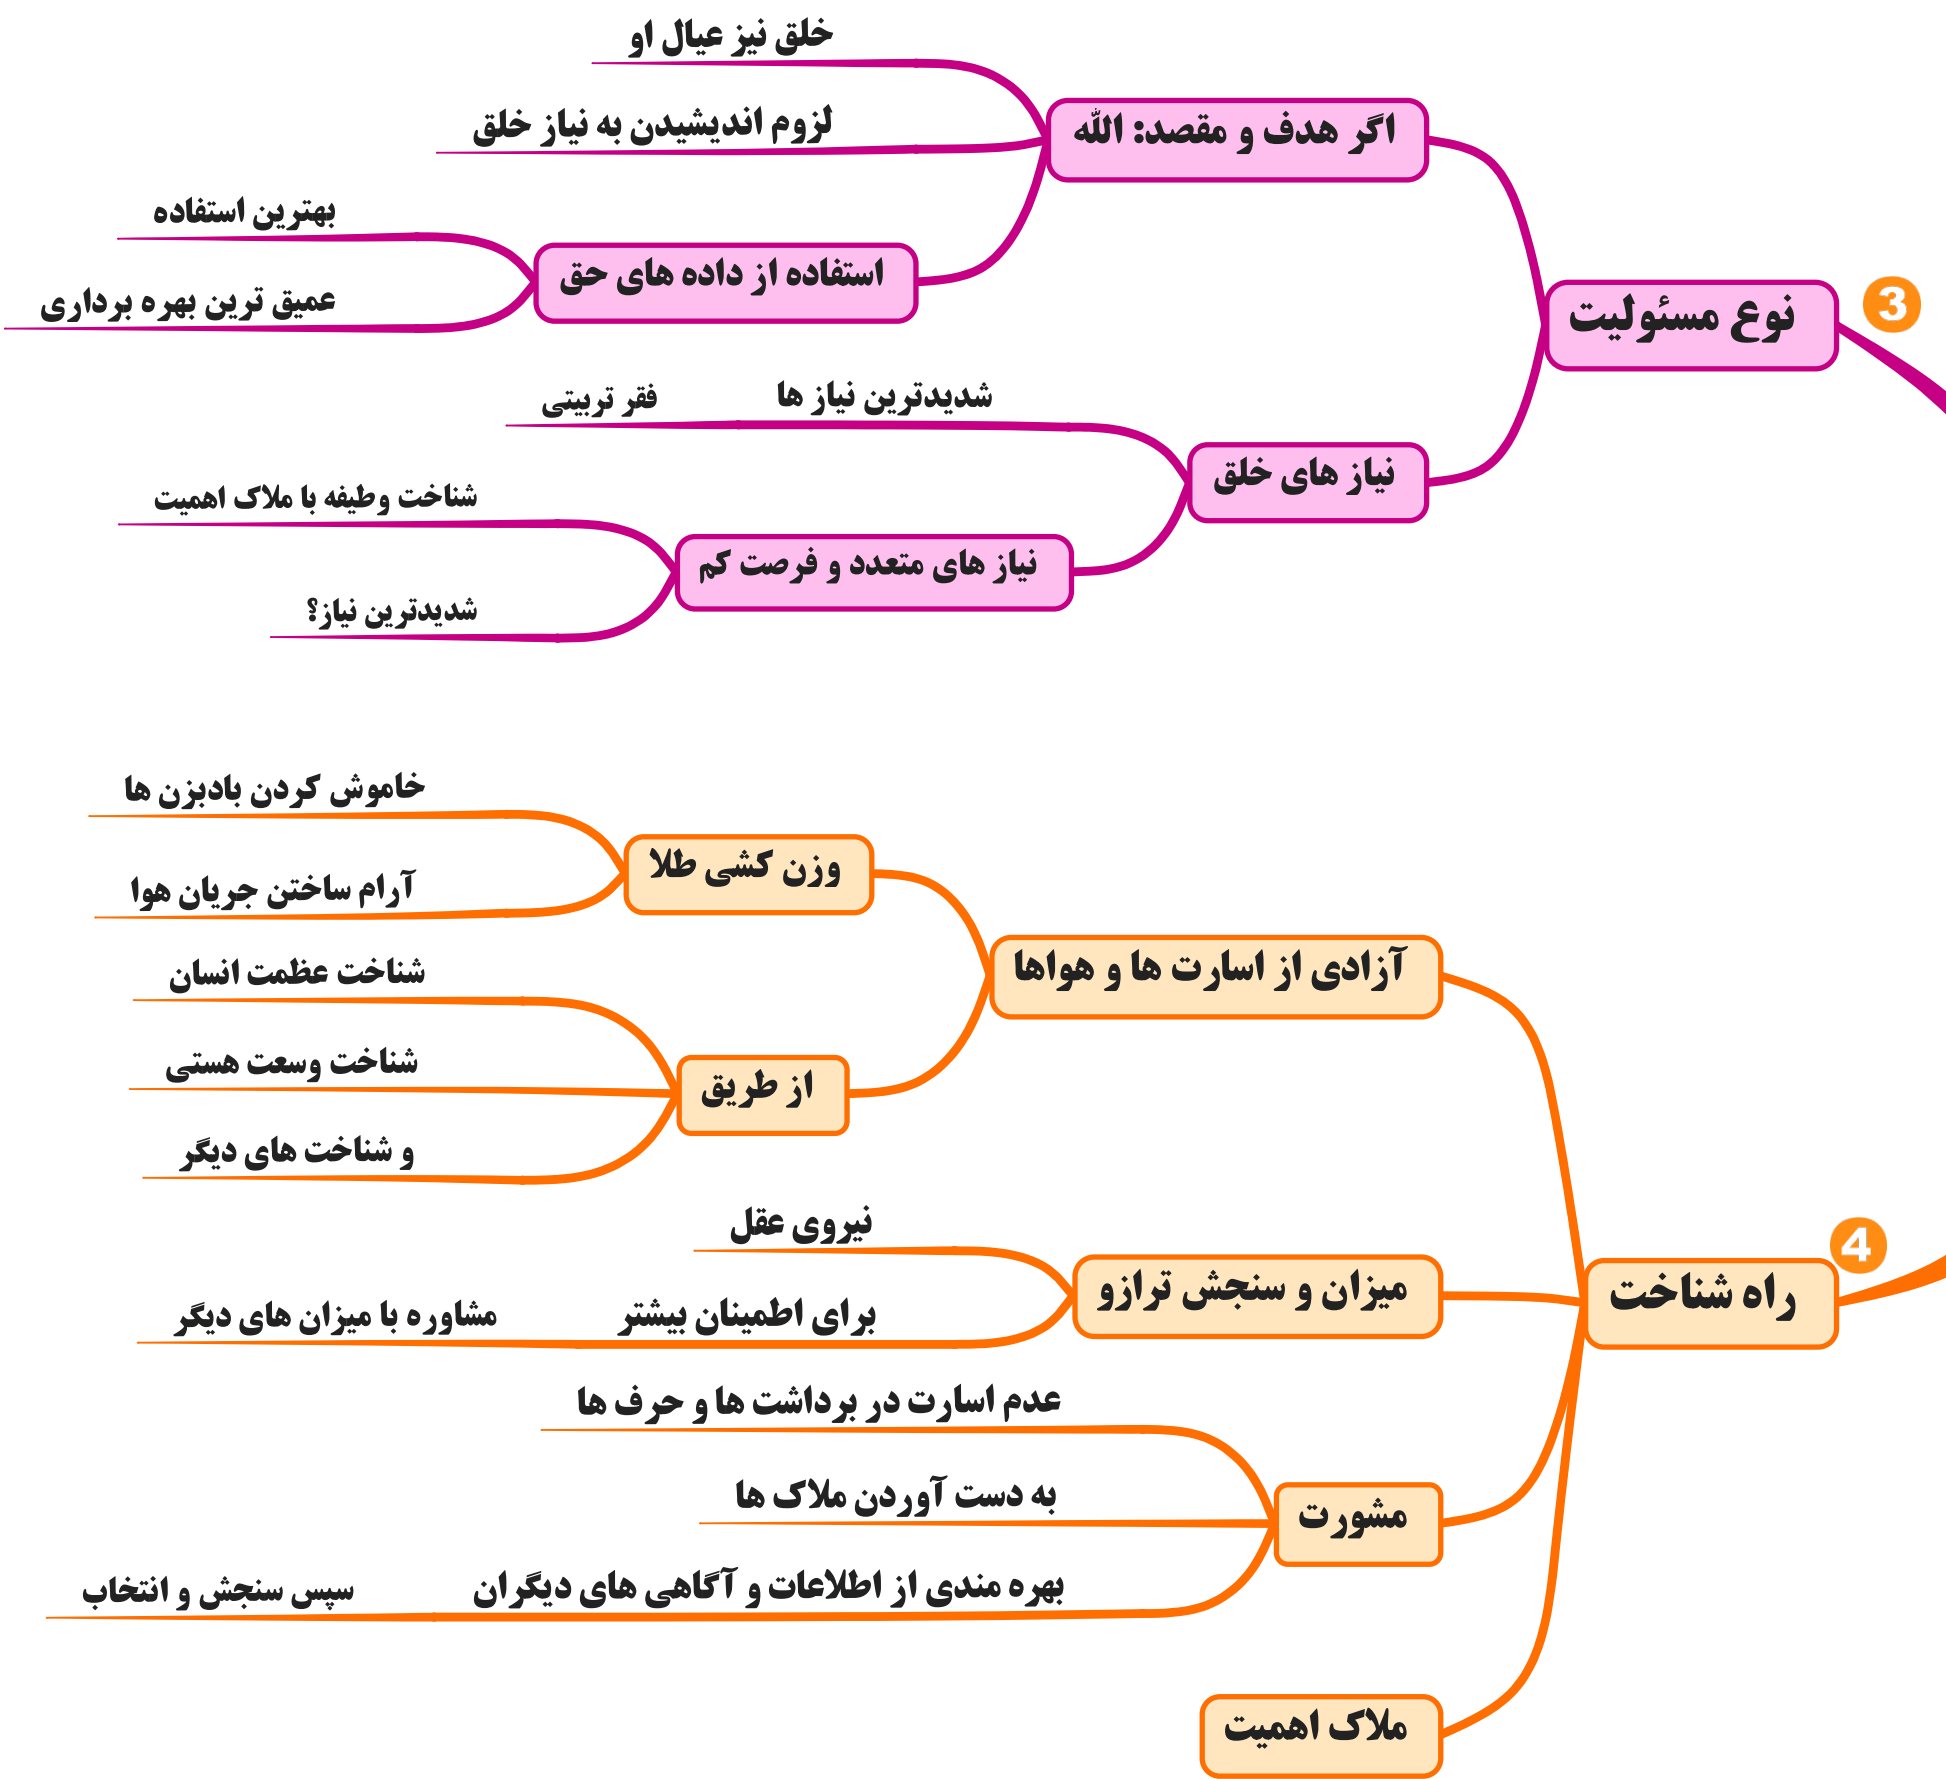 3
نوع مسئولیت
اگر هدف و مقصد: الله
خلق نیز عیال او
لزوم اندیشیدن به نیاز خلق
استفاده از داده های حق
بهترین استفاده
عمیق ترین بهره برداری
نیاز های خلق
شدیدترین نیاز ها
فقر تربیتی
نیاز های متعدد و فرصت کم
شناخت وظیفه با ملاک اهمیت
شدیدترین نیاز؟
4
راه شناخت
آزادی از اسارت ها و هواها
وزن کشی طلا
خاموش کردن بادبزن ها
آرام ساختن جریان هوا
از طریق
شناخت عظمت انسان
شناخت وسعت هستی
و شناخت های دیگر
میزان و سنجش ترازو
نیروی عقل
برای اطمینان بیشتر
مشاوره با میزان های دیگر
مشورت
عدم اسارت در برداشت ها و حرف ها
به دست آوردن ملاک ها
بهره مندی از اطلاعات و آگاهی های دیگران
سپس سنجش و انتخاب
ملاک اهمیت